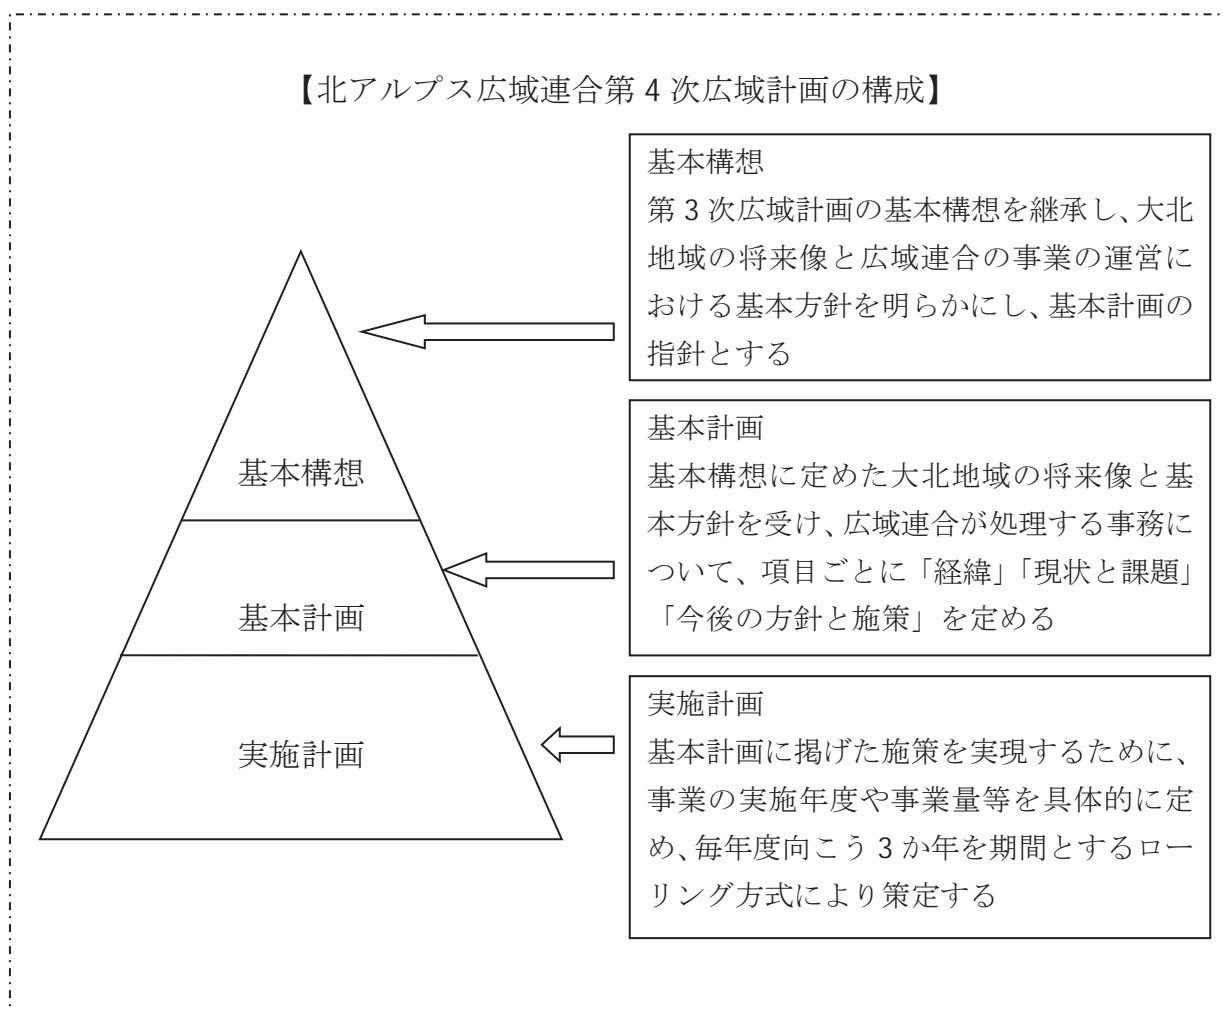 【北アルプス広域連合第4次広域計画の構成】
基本構想
第3次広域計画の基本構想を継承し、大北
地域の将来像と広域連合の事業の運営に
おける基本方針を明らかにし、基本計画の
指針とする
基本構想
基本計画
基本構想に定めた大北地域の将来像と基
本方針を受け、広域連合が処理する事務に
ついて、項目ごとに「経緯」「現状と課題」
「今後の方針と施策」を定める
基本計画
実施計画
基本計画に掲げた施策を実現するために、
事業の実施年度や事業量等を具体的に定
め、毎年度向こう3か年を期間とするロー
リング方式により策定する
実施計画